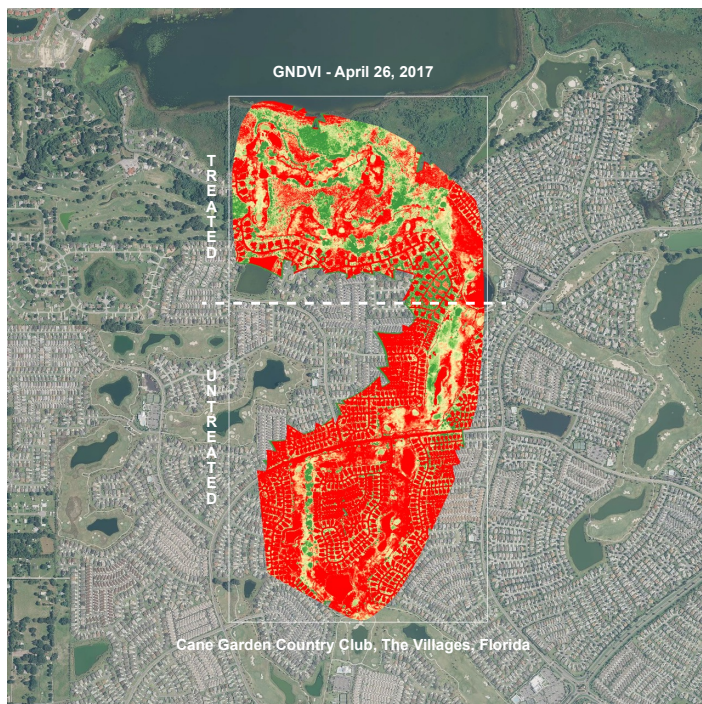 GNDVI - April 26, 2017
TREATED
UNTREATED
Cane Garden Country Club, The Villages, Florida